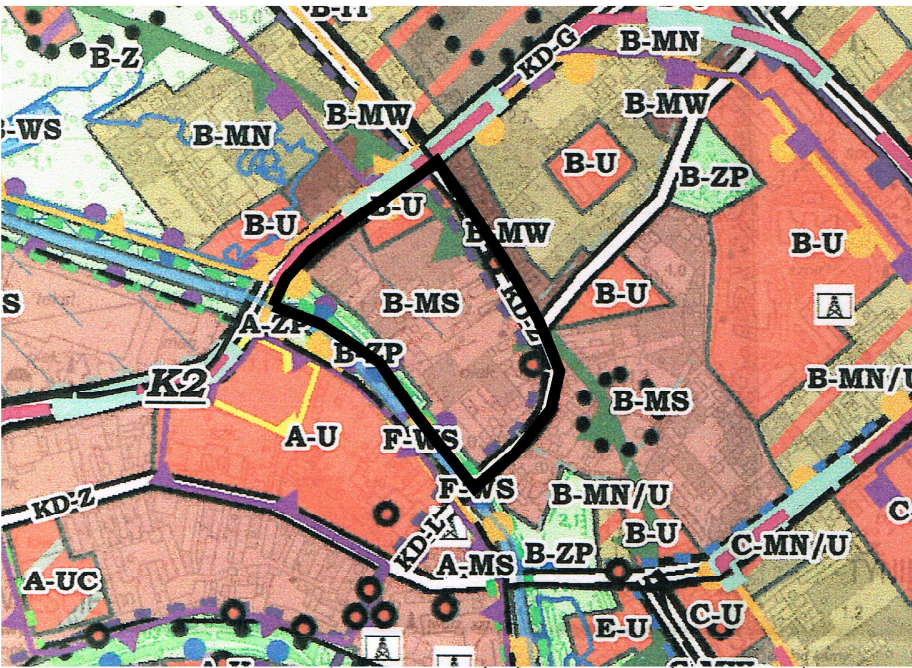 B-Z
KD-G
B-MN
B-WS
B-MN
B-MW
B-MW
B-U
B-ZP
B-U
B-U
B-MW
B-U
S
B-MS
KD-Z
B-U
A-ZP
B-ZP
K2
B-MN/U
B-MS
A-U
F-WS
F-WS
B-MN/U
KD-Z
KD-L
B-U
C-MN/U
A-MS
B-ZP
A-UC
E-U
C-U